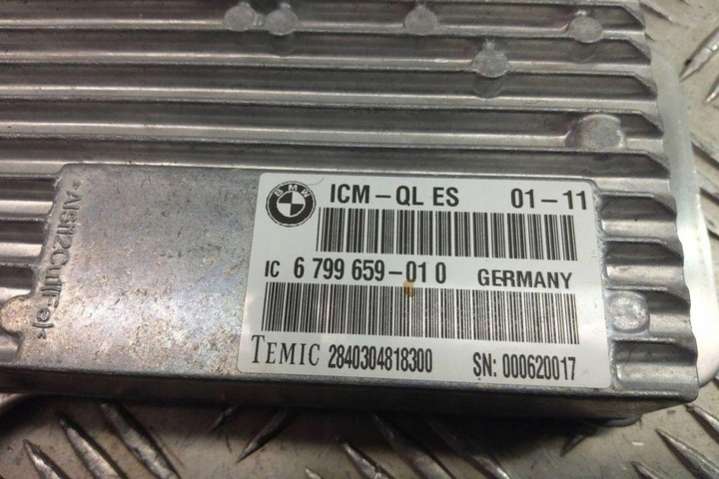 BMW
ICM-QL ES 01-11
IC 6 799 659-01 0 GERMANY
TEMIC 2840304818300 SN: 000620017